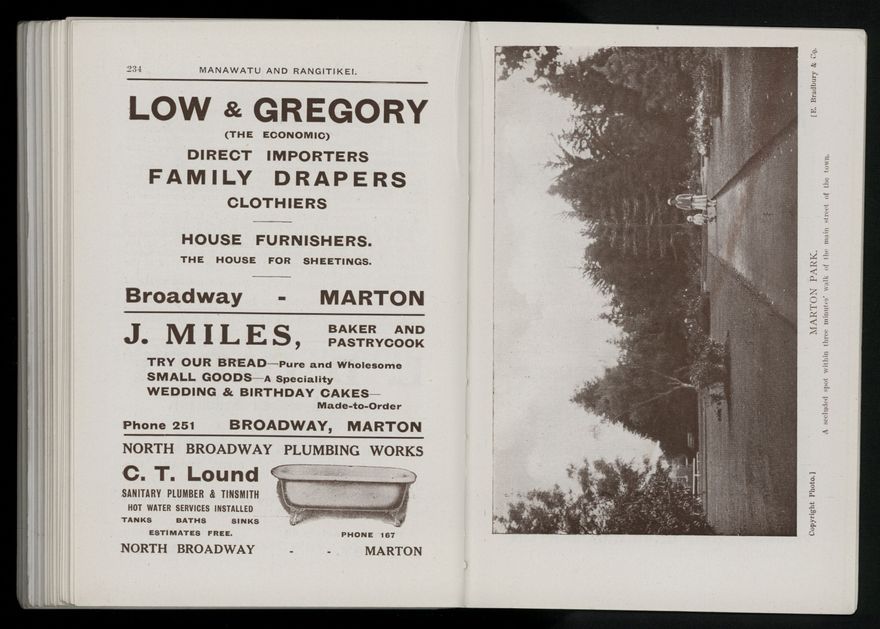 234
MANAWATU AND RANGITIKEI.
LOW & GREGORY
(THE ECONOMIC)
DIRECT IMPORTERS
FAMILY DRAPERS
CLOTHIERS
HOUSE FURNISHERS.
THE HOUSE FOR SHEETINGS.
Broadway - MARTON
J. MILES, BAKER AND
PASTRYCOOK
TRY OUR BREAD—Pure and Wholesome
SMALL GOODS—A Speciality
WEDDING & BIRTHDAY CAKES—
Made-to-Order
Phone 251 BROADWAY, MARTON
NORTH BROADWAY PLUMBING WORKS
C. T. Lound
SANITARY PLUMBER & TINSMITH
HOT WATER SERVICES INSTALLED
TANKS BATHS SINKS
ESTIMATES FREE.
PHONE 167
NORTH BROADWAY - - MARTON
Copyright Photo.] [E. Bradbury & Co.
MARTON PARK.
A secluded spot within three minutes' walk of the main street of the town.